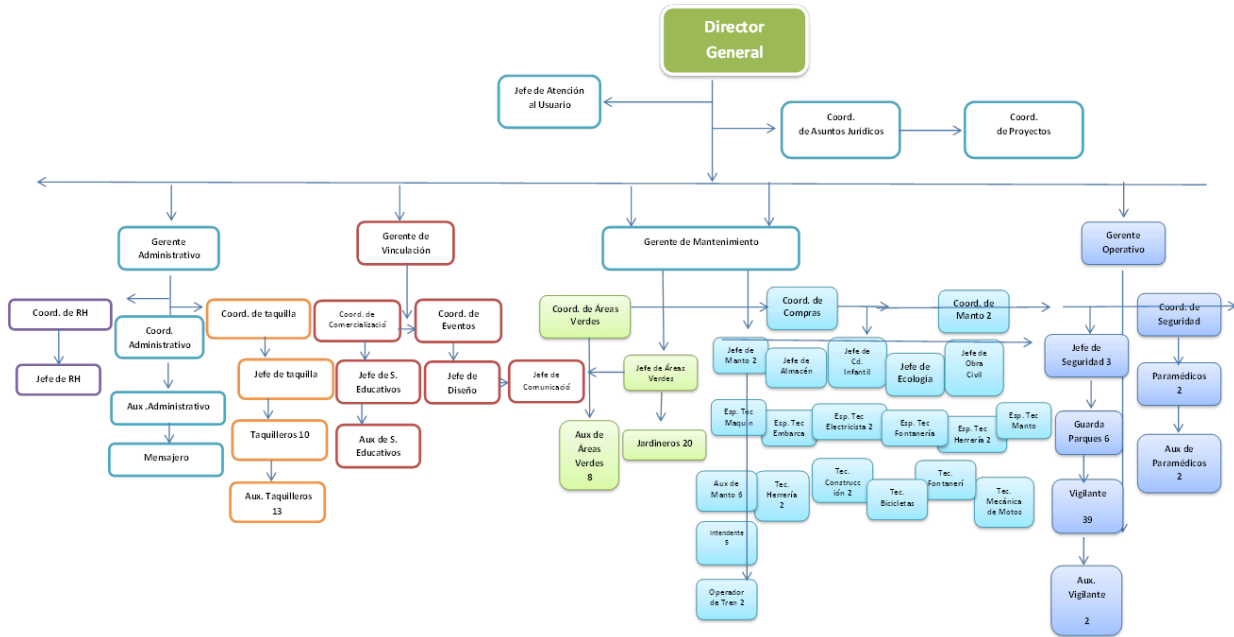 Director
General
Jefe de Atención
al Usuario
Coord.
de Asuntos Jurídicos
Coord.
de Proyectos
Gerente
Administrativo
Gerente de
Vinculación
Gerente de Mantenimiento
Gerente
Operativo
Coord. de RH
Coord.
Administrativo
Coord. de taquilla
Coord. de
Comercializació
Coord. de
Eventos
Coord. de Áreas
Verdes
Coord. de
Compras
Coord. de
Manto 2
Coord. de
Seguridad
Jefe de RH
Jefe de taquilla
Jefe de S.
Educativos
Jefe de
Diseño
Jefe de
Comunicació
Jefe de Áreas
Verdes
Jefe de
Manto 2
Jefe de
Almacén
Jefe de
Cd.
Infantil
Jefe de
Ecología
Jefe de
Obra
Civil
Jefe de
Seguridad 3
Paramédicos
2
Aux .Administrativo
Mensajero
Taquilleros 10
Aux. Taquilleros
13
Aux de S.
Educativos
Aux de
Áreas
Verdes
8
Jardineros 20
Esp. Tec
Maquin
Esp. Tec
Embarca
Esp. Tec
Electricista 2
Esp. Tec
Fontanería
Esp. Tec
Herrería 2
Esp. Tec
Manto
Guarda
Parques 6
Aux de
Paramédicos
2
Aux de
Manto 6
Tec.
Herrería
2
Tec.
Construcc
ión 2
Tec.
Bicicletas
Tec.
Fontanerí
Tec.
Mecánica
de Motos
Vigilante
39
Intendente
5
Operador
de Tren 2
Aux.
Vigilante
2